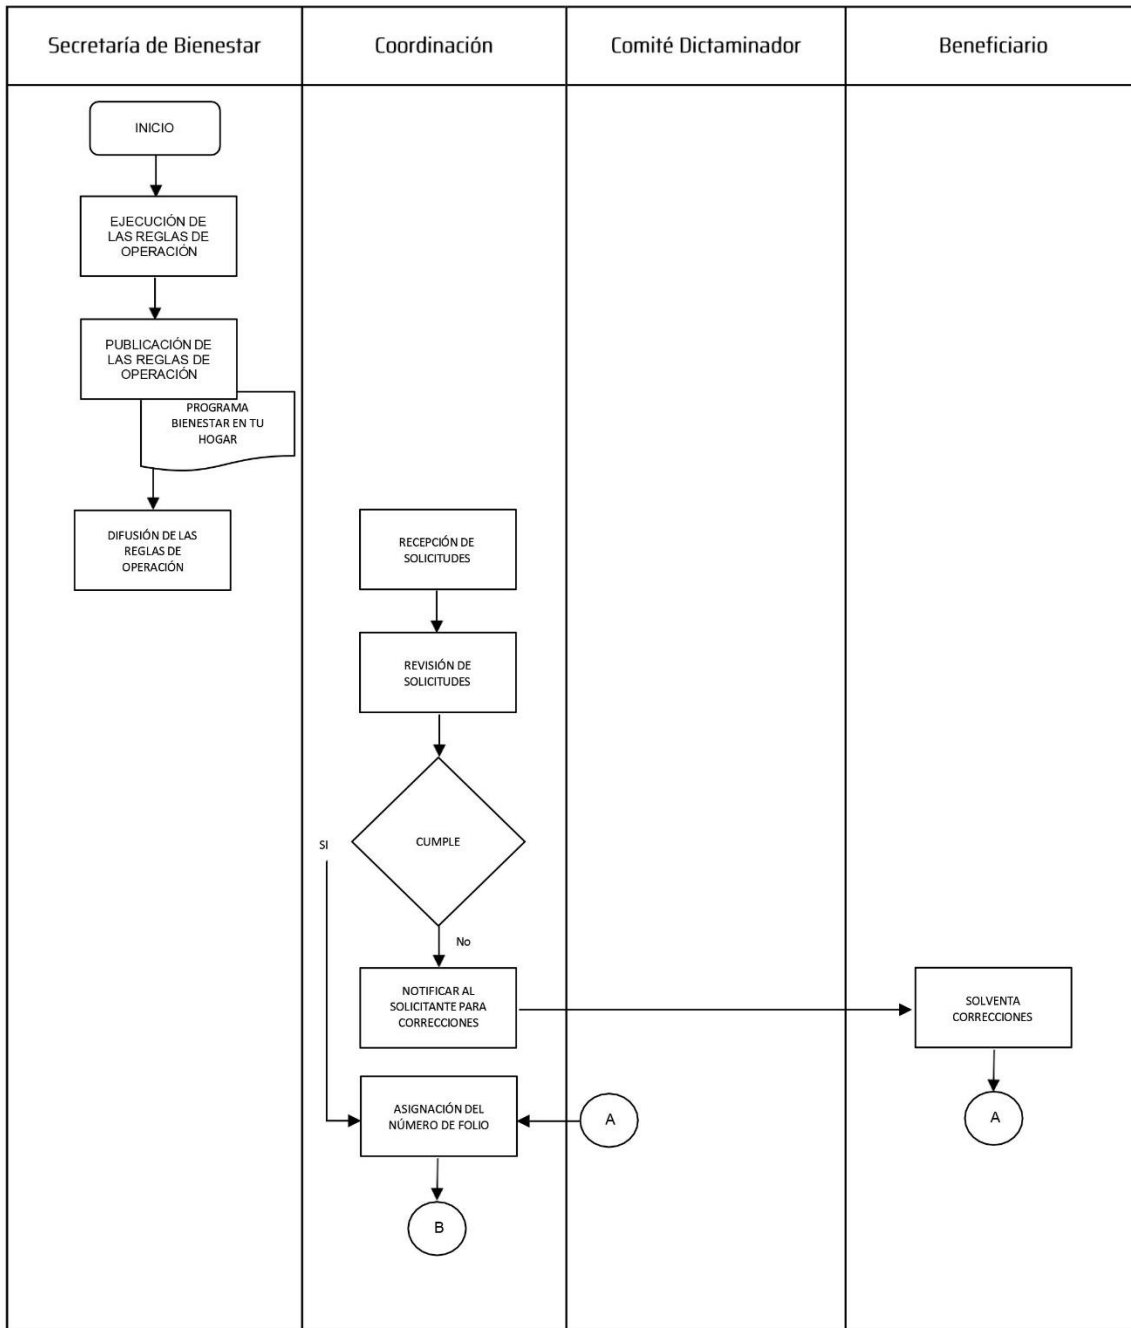 Secretaría de Bienestar
Coordinación
Comité Dictaminador
Beneficiario
INICIO
EJECUCIÓN DE
LAS REGLAS DE
OPERACIÓN
PUBLICACIÓN DE
LAS REGLAS DE
OPERACIÓN
PROGRAMA
BIENESTAR EN TU
HOGAR
DIFUSIÓN DE LAS
REGLAS DE
OPERACIÓN
RECEPCIÓN DE
SOLICITUDES
REVISIÓN DE
SOLICITUDES
CUMPLE
SI
No
NOTIFICAR AL
SOLICITANTE PARA
CORRECCIONES
SOLVENTA
CORRECCIONES
ASIGNACIÓN DEL
NÚMERO DE FOLIO
A
A
B